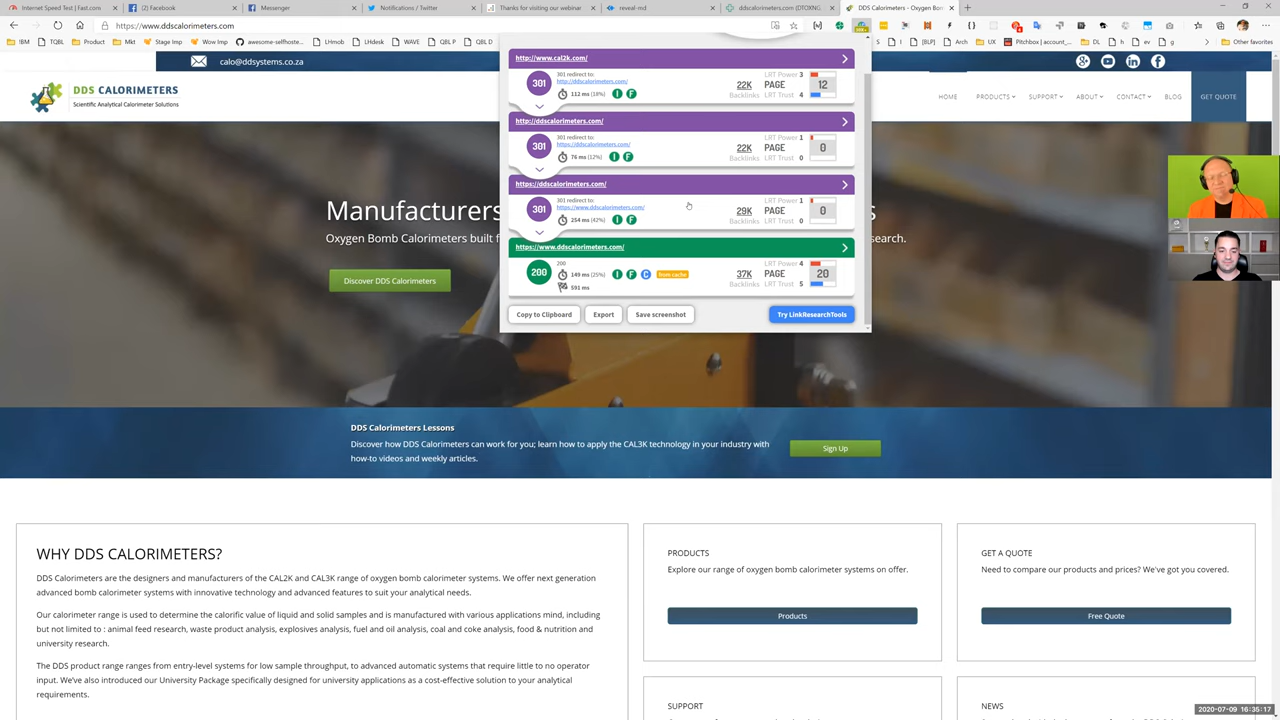 Internet Speed Test | Fast.com
(2) Facebook
Messenger
Notifications / Twitter
Thanks for visiting our webinar
reveal-md
ddscalorimeters.com (DTOXNG
DDS Calorimeters - Oxygen Bom
https://www.ddscalorimeters.com
!BM
TQBL
Product
Mkt
Stage Imp
Wow Imp
awesome-selfhoste...
LHmob
LHdesk
WAVE
QBL P
QBL D
S
I
[BLP]
Arch
UX
Pitchbox | account_...
DL
h
ev
g
Other favorites
calo@ddsystems.co.za
DDS CALORIMETERS
Scientific Analytical Calorimeter Solutions
HOME
PRODUCTS
SUPPORT
ABOUT
CONTACT
BLOG
GET QUOTE
http://www.cal2k.com/
301
301 redirect to:
http://ddscalorimeters.com/
112 ms (18%)
I
F
22K
Backlinks
PAGE
LRT Power 3
LRT Trust 4
12
http://ddscalorimeters.com/
301
301 redirect to:
https://ddscalorimeters.com/
76 ms (12%)
I
F
22K
Backlinks
PAGE
LRT Power 1
LRT Trust 0
0
https://ddscalorimeters.com/
301
301 redirect to:
https://www.ddscalorimeters.com/
254 ms (42%)
I
F
29K
Backlinks
PAGE
LRT Power 1
LRT Trust 0
0
https://www.ddscalorimeters.com/
200
200
149 ms (25%)
I
F
C
from cache
591 ms
37K
Backlinks
PAGE
LRT Power 4
LRT Trust 5
20
Copy to Clipboard
Export
Save screenshot
Try LinkResearchTools
Manufacturers
s
Oxygen Bomb Calorimeters built f
search.
Discover DDS Calorimeters
DDS Calorimeters Lessons
Discover how DDS Calorimeters can work for you; learn how to apply the CAL3K technology in your industry with
how-to videos and weekly articles.
Sign Up
WHY DDS CALORIMETERS?
DDS Calorimeters are the designers and manufacturers of the CAL2K and CAL3K range of oxygen bomb calorimeter systems. We offer next generation
advanced bomb calorimeter systems with innovative technology and advanced features to suit your analytical needs.
Our calorimeter range is used to determine the calorific value of liquid and solid samples and is manufactured with various applications mind, including
but not limited to : animal feed research, waste product analysis, explosives analysis, fuel and oil analysis, coal and coke analysis, food & nutrition and
university research.
The DDS product range ranges from entry-level systems for low sample throughput, to advanced automatic systems that require little to no operator
input. We've also introduced our University Package specifically designed for university applications as a cost-effective solution to your analytical
requirements.
PRODUCTS
Explore our range of oxygen bomb calorimeter systems on offer.
Products
GET A QUOTE
Need to compare our products and prices? We've got you covered.
Free Quote
SUPPORT
NEWS
2020-07-09 16:35:17